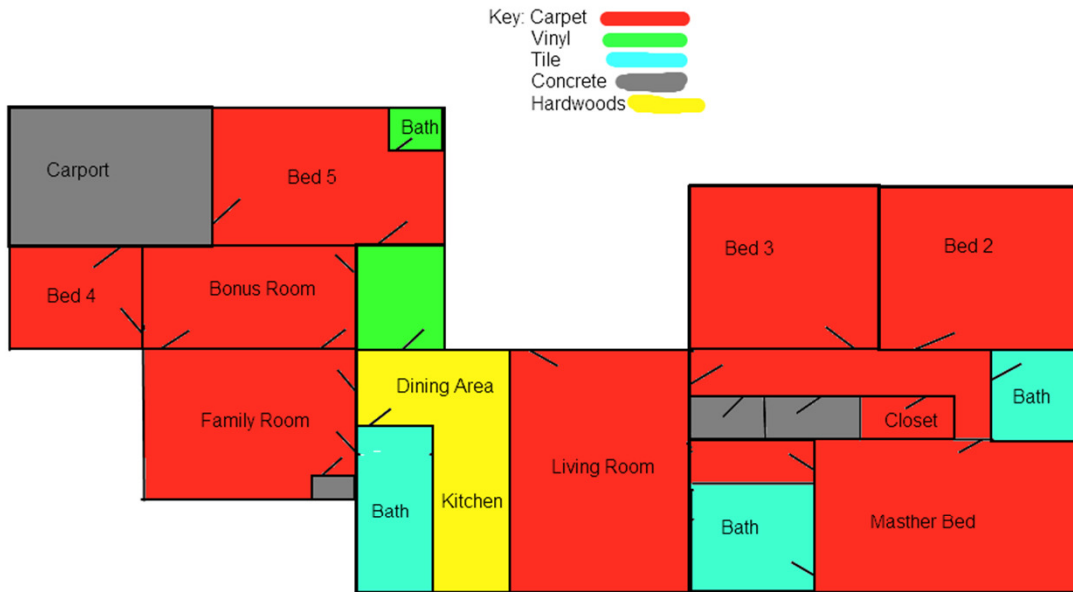 Key: Carpet
Vinyl
Tile
Concrete
Hardwoods
Bath
Carport
Bed 5
Bed 3
Bed 2
Bed 4
Bonus Room
Dining Area
Bath
Family Room
Closet
Living Room
Kitchen
Bath
Bath
Masther Bed